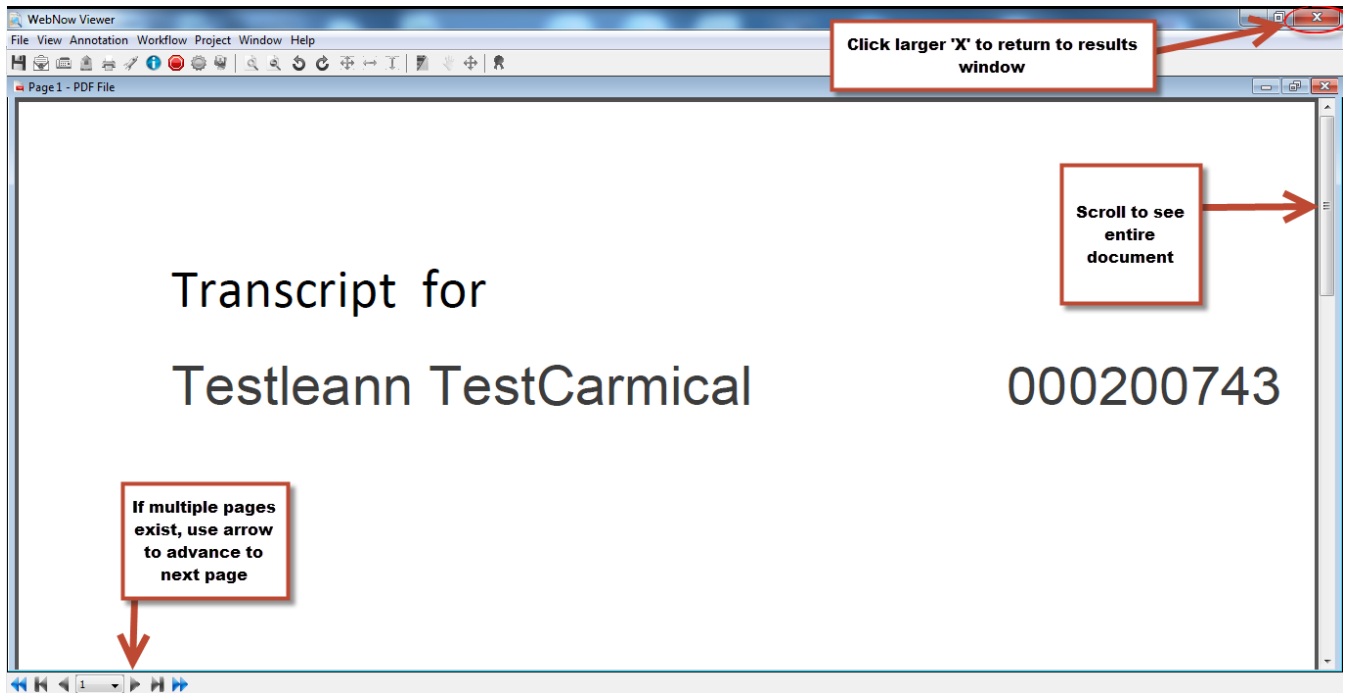 WebNow Viewer
File View Annotation Workflow Project Window Help
Click larger 'X' to return to results
window
Page 1 - PDF File
Scroll to see
entire
document
Transcript for
Testleann TestCarmical 000200743
If multiple pages
exist, use arrow
to advance to
next page
1